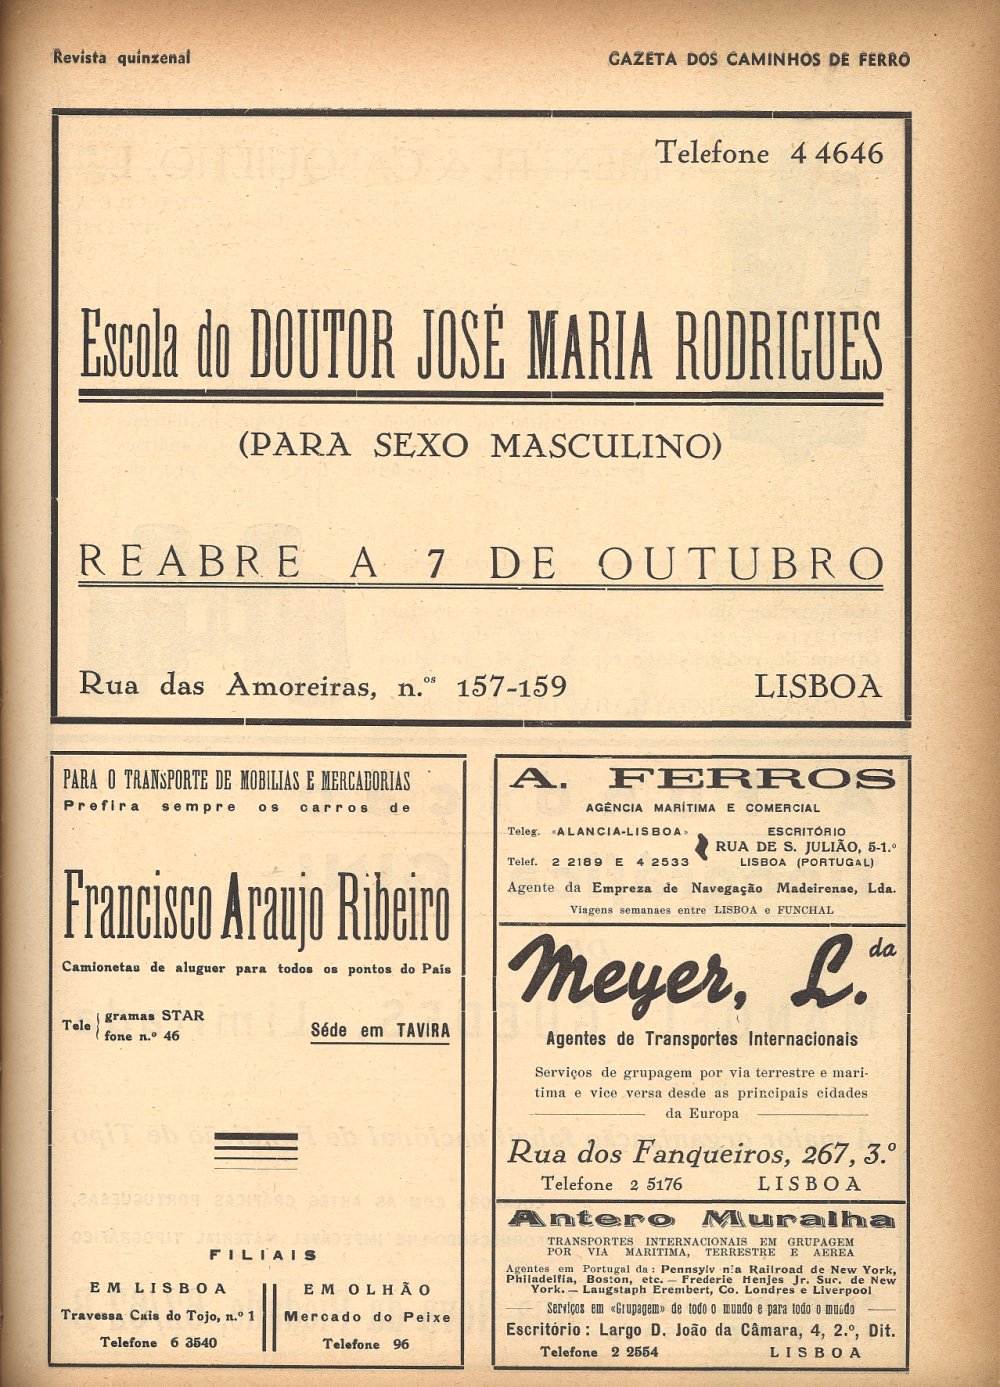 Revista quinzenal
GAZETA DOS CAMINHOS DE FERRO
Telefone 4 4646
Escola do DOUTOR JOSÉ MARIA RODRIGUES
(PARA SEXO MASCULINO)
REABRE A 7 DE OUTUBRO
Rua das Amoreiras, n.os 157-159
LISBOA
PARA O TRANSPORTE DE MOBILIAS E MERCADORIAS
Prefira sempre os carros de
Francisco Araujo Ribeiro
Camionetas de aluguer para todos os pontos do País
Tele { gramas STAR
fone n.º 46
Séde em TAVIRA
FILIAIS
EM LISBOA
Travessa Cais do Tojo, n.º 1
Telefone 6 3540
EM OLHÃO
Mercado do Peixe
Telefone 96
A. FERROS
AGÊNCIA MARÍTIMA E COMERCIAL
Teleg. «ALANCIA-LISBOA»
Telef. 2 2189 E 4 2533
ESCRITÓRIO
RUA DE S. JULIÃO, 5-1.º
LISBOA (PORTUGAL)
Agente da Empreza de Navegação Madeirense, Lda.
Viagens semanaes entre LISBOA e FUNCHAL
Meyer, L.da
Agentes de Transportes Internacionais
Serviços de grupagem por via terrestre e mari-
tima e vice versa desde as principais cidades
da Europa
Rua dos Fanqueiros, 267, 3.º
Telefone 2 5176 LISBOA
Antero Muralha
TRANSPORTES INTERNACIONAIS EM GRUPAGEM
POR VIA MARITIMA, TERRESTRE E AEREA
Agentes em Portugal da: Pennsylv nia Railroad de New York,
Philadelfia, Boston, etc. — Frederie Henjes Jr. Suc. de New
York. — Laugstaph Erembert, Co. Londres e Liverpool
Serviços em «Grupagem» de todo o mundo e para todo o mundo
Escritório: Largo D. João da Câmara, 4, 2.º, Dit.
Telefone 2 2554 LISBOA